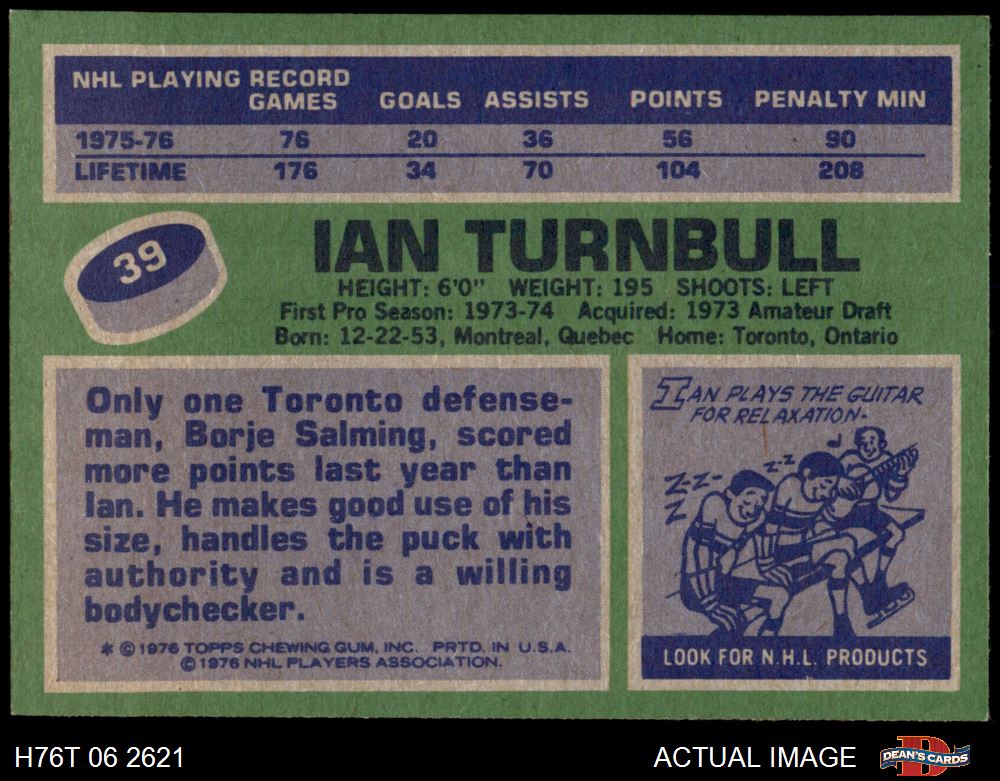 NHL PLAYING RECORD
GAMES GOALS ASSISTS POINTS PENALTY MIN
1975-76 76 20 36 56 90
LIFETIME 176 34 70 104 208
39
IAN TURNBULL
HEIGHT: 6'0" WEIGHT: 195 SHOOTS: LEFT
First Pro Season: 1973-74 Acquired: 1973 Amateur Draft
Born: 12-22-53, Montreal, Quebec Home: Toronto, Ontario
Only one Toronto defense-
man, Borje Salming, scored
more points last year than
Ian. He makes good use of his
size, handles the puck with
authority and is a willing
bodychecker.
* © 1976 TOPPS CHEWING GUM, INC. PRTD. IN U.S.A.
© 1976 NHL PLAYERS ASSOCIATION.
IAN PLAYS THE GUITAR
FOR RELAXATION.
Z-Z
Z-Z-
Z
Z
LOOK FOR N.H.L. PRODUCTS
H76T 06 2621 ACTUAL IMAGE D DEAN'S CARDS